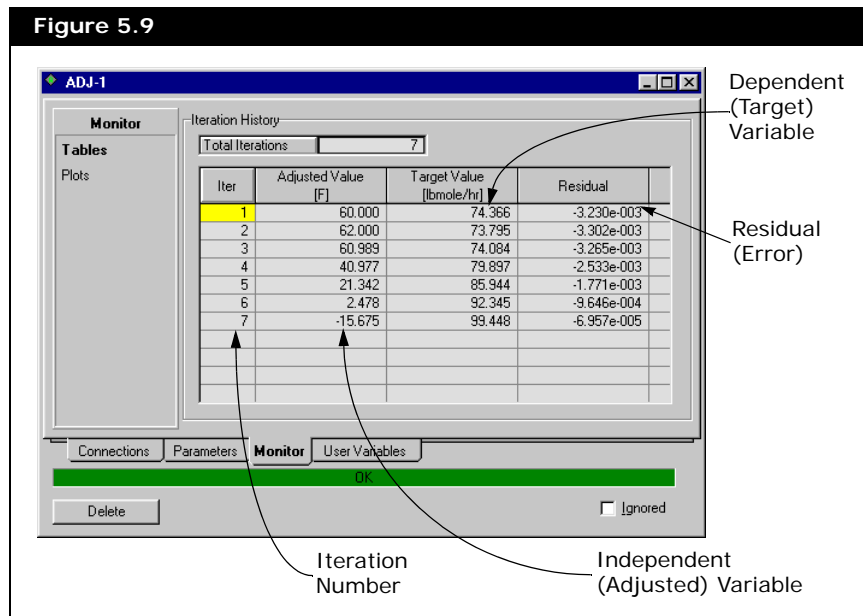 Figure 5.9
ADJ-1
Monitor
Tables
Plots
Iteration History
Total Iterations 7
Iter Adjusted Value [F] Target Value [lbmole/hr] Residual
1 60.000 74.366 -3.230e-003
2 62.000 73.795 -3.302e-003
3 60.989 74.084 -3.265e-003
4 40.977 79.897 -2.533e-003
5 21.342 85.944 -1.771e-003
6 2.478 92.345 -9.646e-004
7 -15.675 99.448 -6.957e-005
Connections Parameters Monitor User Variables
OK
Delete Ignored
Dependent
(Target)
Variable
Residual
(Error)
Iteration
Number
Independent
(Adjusted) Variable